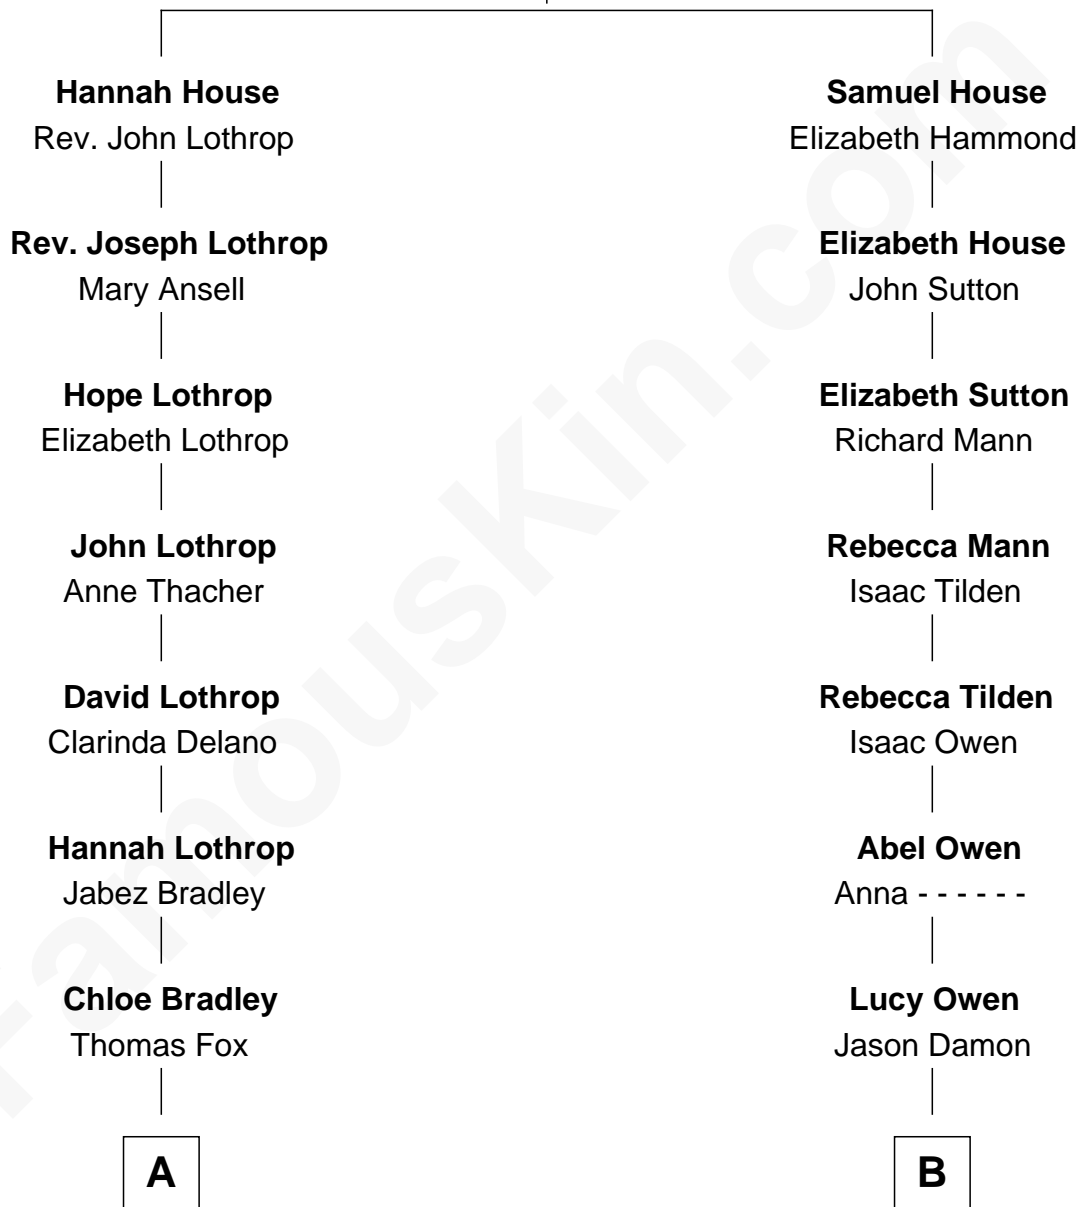 Hannah House
Rev. John Lothrop
Rev. Joseph Lothrop
Mary Ansell
Hope Lothrop
Elizabeth Lothrop
John Lothrop
Anne Thacher
David Lothrop
Clarinda Delano
Hannah Lothrop
Jabez Bradley
Chloe Bradley
Thomas Fox
A
Samuel House
Elizabeth Hammond
Elizabeth House
John Sutton
Elizabeth Sutton
Richard Mann
Rebecca Mann
Isaac Tilden
Rebecca Tilden
Isaac Owen
Abel Owen
Anna - - - - - -
Lucy Owen
Jason Damon
B
FamousKin.com